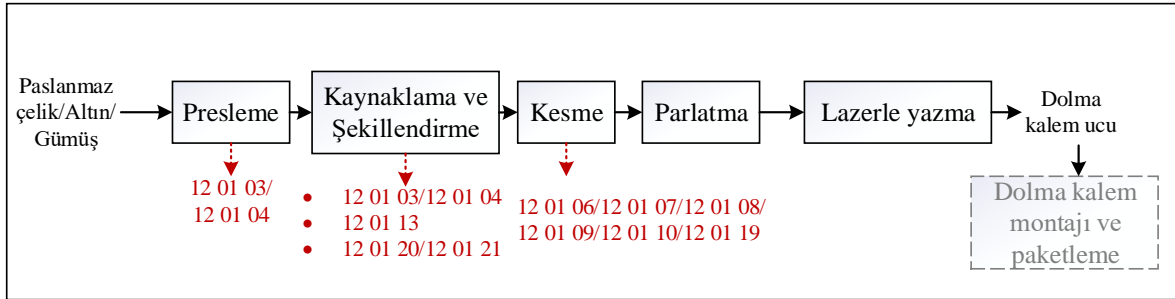 Paslanmaz
çelik/Altın/
Gümüş
Presleme
Kaynaklama ve
Şekillendirme
Kesme
Parlatma
Lazerle yazma
Dolma
kalem ucu
12 01 03/
12 01 04
• 12 01 03/12 01 04
• 12 01 13
• 12 01 20/12 01 21
12 01 06/12 01 07/12 01 08/
12 01 09/12 01 10/12 01 19
Dolma kalem
montajı ve
paketleme